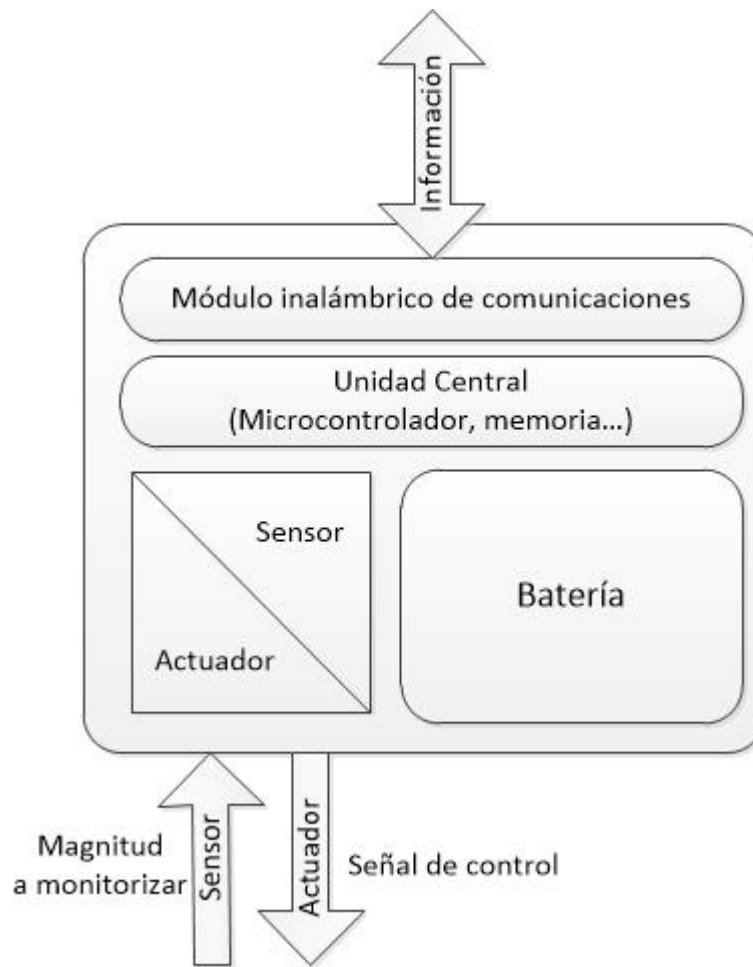 Información
Módulo inalámbrico de comunicaciones
Unidad Central
(Microcontrolador, memoria...)
Sensor
Actuador
Batería
Magnitud
a monitorizar
Sensor
Actuador
Señal de control